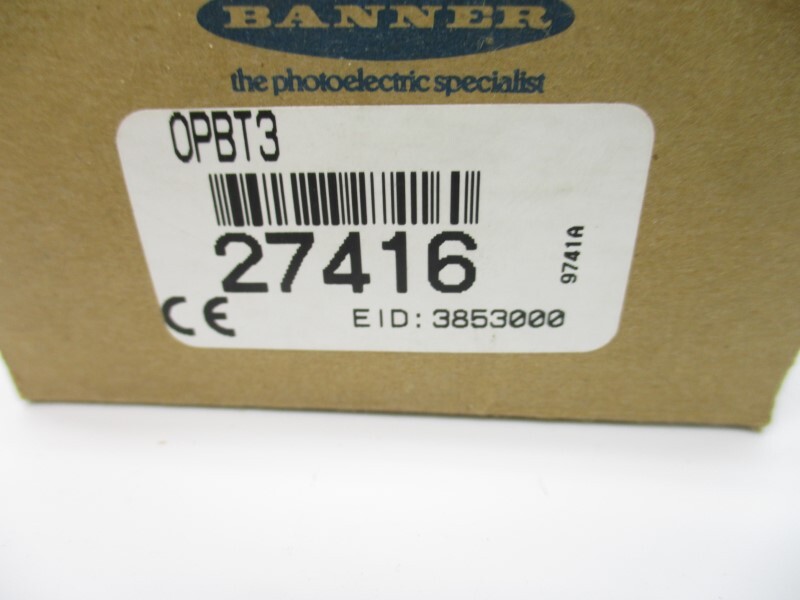 BANNER
the photoelectric specialist
OPBT3
27416
9741A
CE
EID: 3853000